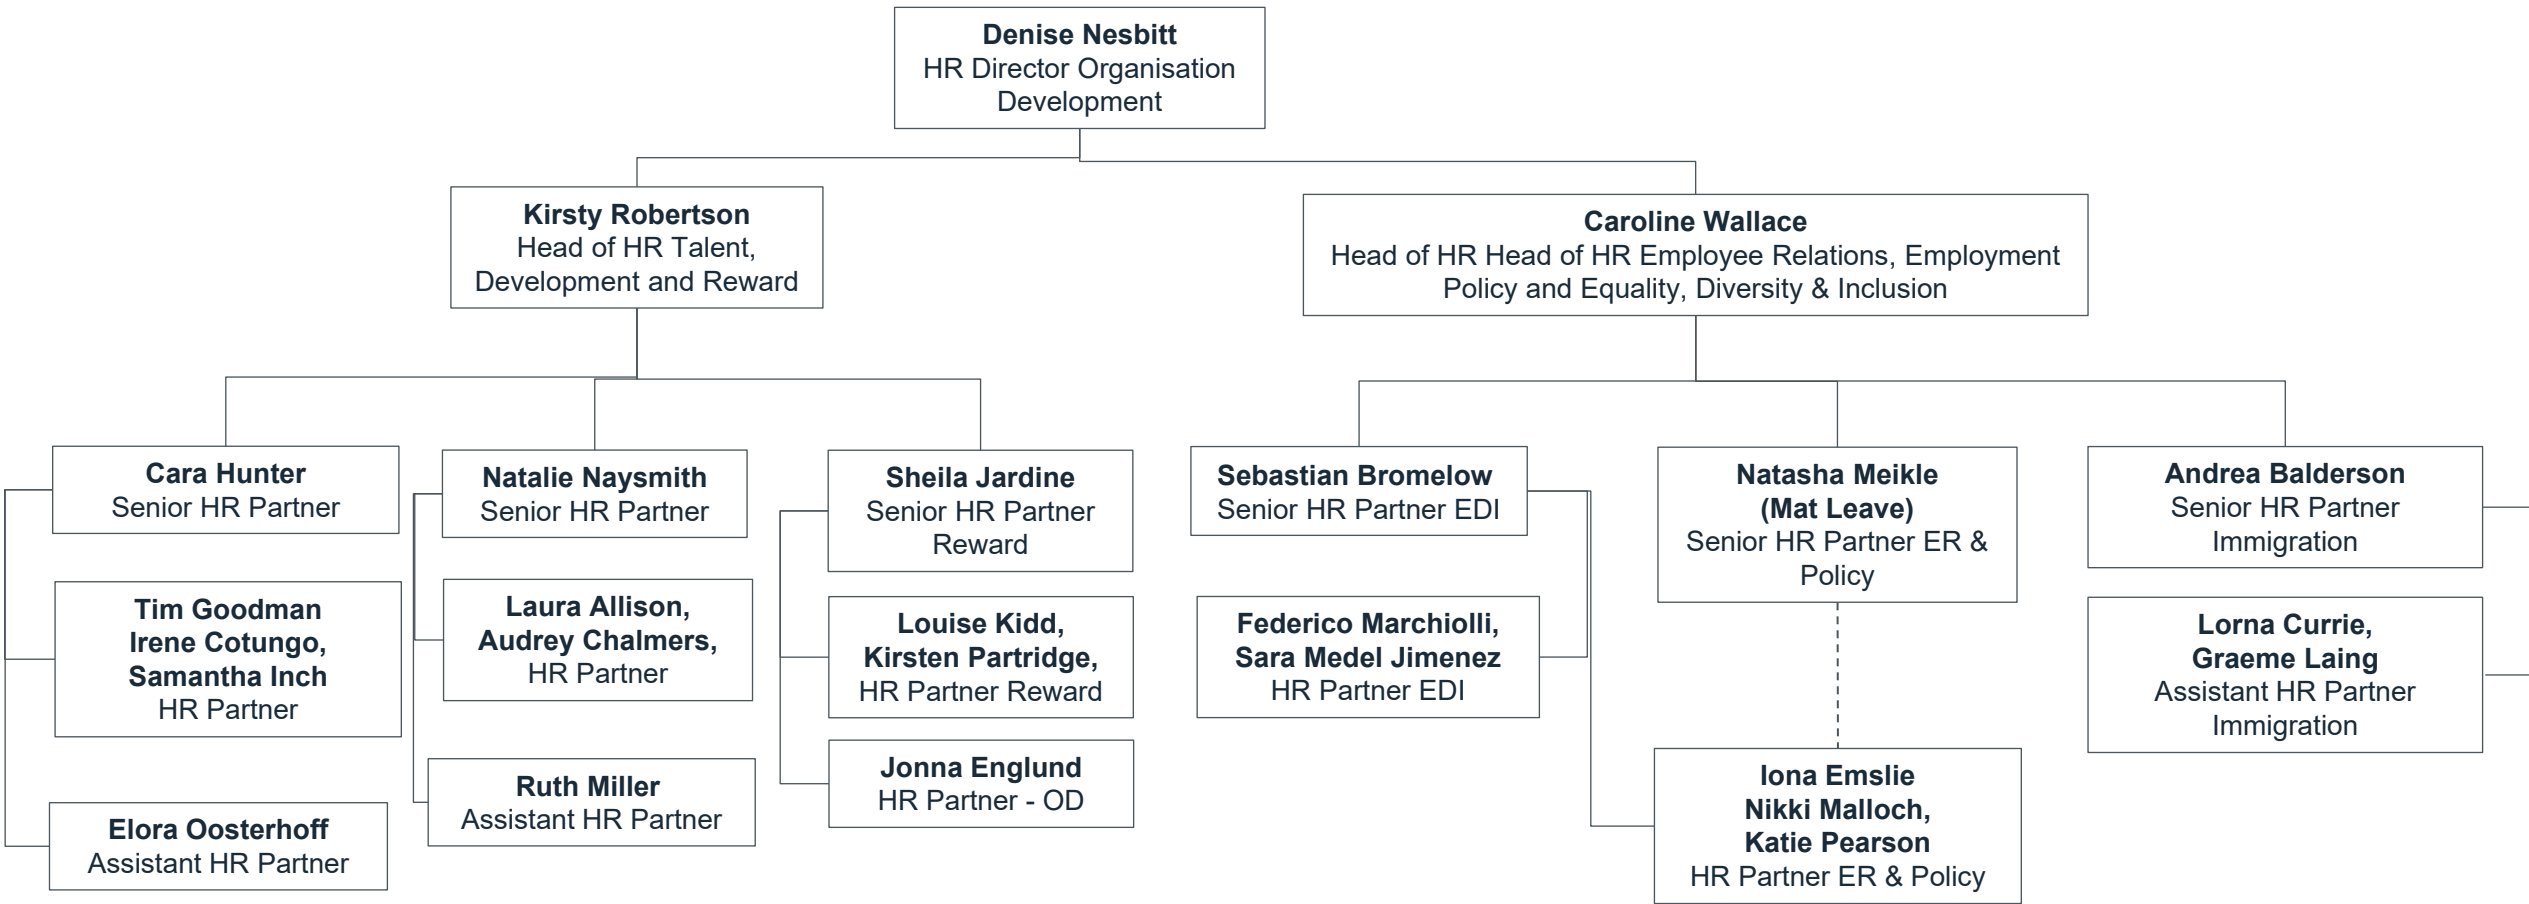 Denise Nesbitt
HR Director Organisation
Development
Kirsty Robertson
Head of HR Talent,
Development and Reward
Caroline Wallace
Head of HR Head of HR Employee Relations, Employment
Policy and Equality, Diversity & Inclusion
Cara Hunter
Senior HR Partner
Natalie Naysmith
Senior HR Partner
Sheila Jardine
Senior HR Partner
Reward
Sebastian Bromelow
Senior HR Partner EDI
Natasha Meikle
(Mat Leave)
Senior HR Partner ER &
Policy
Andrea Balderson
Senior HR Partner
Immigration
Tim Goodman
Irene Cotungo,
Samantha Inch
HR Partner
Laura Allison,
Audrey Chalmers,
HR Partner
Louise Kidd,
Kirsten Partridge,
HR Partner Reward
Federico Marchiolli,
Sara Medel Jimenez
HR Partner EDI
Lorna Currie,
Graeme Laing
Assistant HR Partner
Immigration
Elora Oosterhoff
Assistant HR Partner
Ruth Miller
Assistant HR Partner
Jonna Englund
HR Partner - OD
Iona Emslie
Nikki Malloch,
Katie Pearson
HR Partner ER & Policy